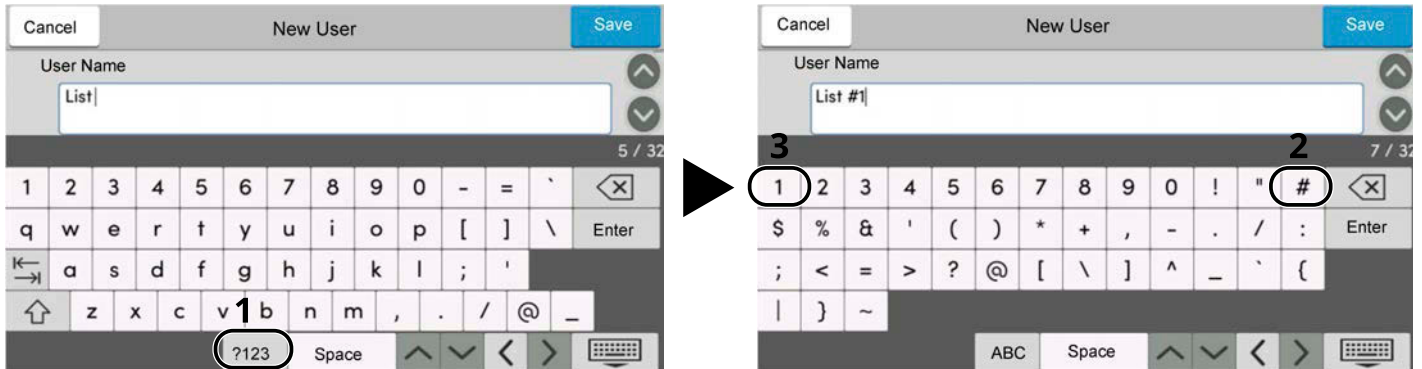 Cancel New User Save
User Name
List
5 / 32
1 2 3 4 5 6 7 8 9 0 - = `
q w e r t y u i o p [ ] \ Enter
a s d f g h j k l ; '
z x c v b n m , . / @ _
1
?123 Space
Cancel New User Save
User Name
List #1
3 2 7 / 32
1 2 3 4 5 6 7 8 9 0 ! " #
$ % & ' ( ) * + , - . / : Enter
; < = > ? @ [ \ ] ^ _ ` {
| } ~
ABC Space